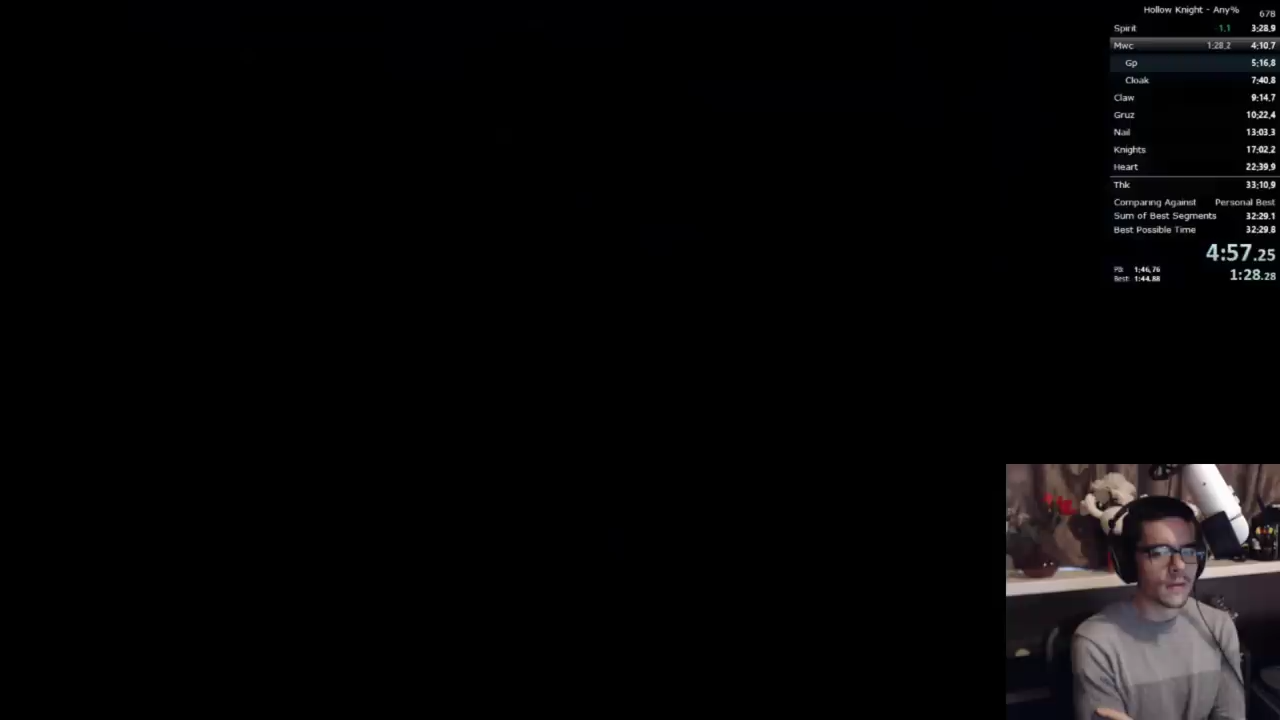 Hollow Knight - Any%
678
Spirit -1.1 3:28.9
Mwc 1:28.2 4:10.7
Gp 5:16.8
Cloak 7:40.8
Claw 9:14.7
Gruz 10:22.4
Nail 13:03.3
Knights 17:02.2
Heart 22:39.9
Thk 33:10.9
Comparing Against Personal Best
Sum of Best Segments 32:29.1
Best Possible Time 32:29.8
4:57.25
PB: 1:46.76
1:28.28
Best: 1:44.88